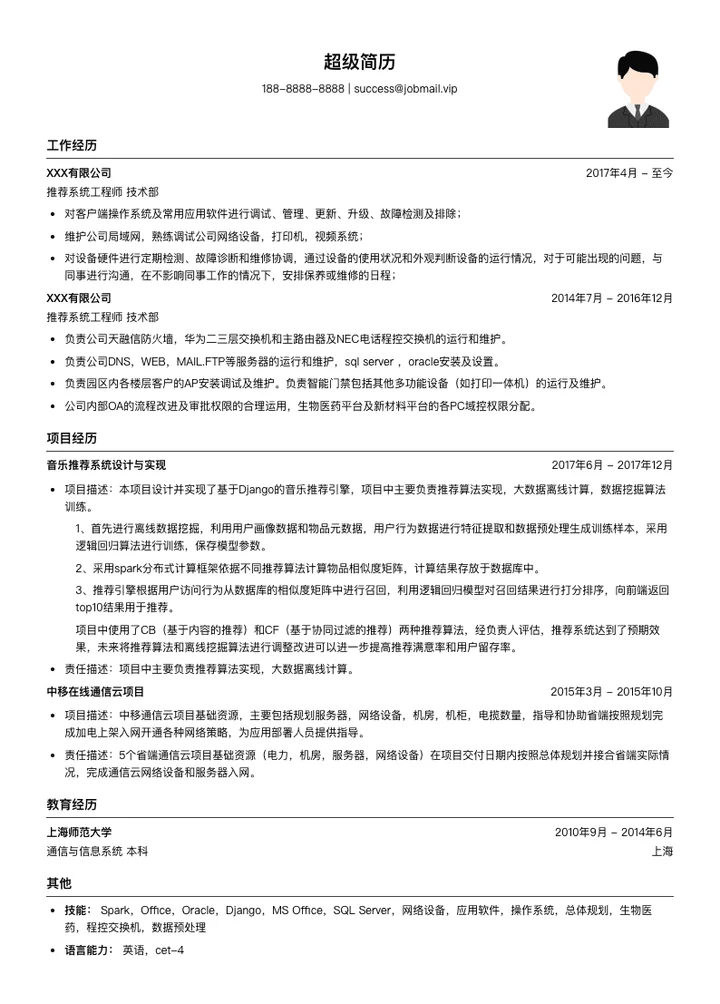 超级简历
188-8888-8888 | success@jobmail.vip
工作经历
XXX有限公司 2017年4月 – 至今
推荐系统工程师 技术部
• 对客户端操作系统及常用应用软件进行调试、管理、更新、升级、故障检测及排除；
• 维护公司局域网，熟练调试公司网络设备，打印机，视频系统；
• 对设备硬件进行定期检测、故障诊断和维修协调，通过设备的使用状况和外观判断设备的运行情况，对于可能出现的问题，与
同事进行沟通，在不影响同事工作的情况下，安排保养或维修的日程；
XXX有限公司 2014年7月 – 2016年12月
推荐系统工程师 技术部
• 负责公司天融信防火墙，华为二三层交换机和主路由器及NEC电话程控交换机的运行和维护。
• 负责公司DNS，WEB，MAIL.FTP等服务器的运行和维护，sql server ，oracle安装及设置。
• 负责园区内各楼层客户的AP安装调试及维护。负责智能门禁包括其他多功能设备（如打印一体机）的运行及维护。
• 公司内部OA的流程改进及审批权限的合理运用，生物医药平台及新材料平台的各PC域控权限分配。
项目经历
音乐推荐系统设计与实现 2017年6月 – 2017年12月
• 项目描述：本项目设计并实现了基于Django的音乐推荐引擎，项目中主要负责推荐算法实现，大数据离线计算，数据挖掘算法
训练。
1、首先进行离线数据挖掘，利用用户画像数据和物品元数据，用户行为数据进行特征提取和数据预处理生成训练样本，采用
逻辑回归算法进行训练，保存模型参数。
2、采用spark分布式计算框架依据不同推荐算法计算物品相似度矩阵，计算结果存放于数据库中。
3、推荐引擎根据用户访问行为从数据库的相似度矩阵中进行召回，利用逻辑回归模型对召回结果进行打分排序，向前端返回
top10结果用于推荐。
项目中使用了CB（基于内容的推荐）和CF（基于协同过滤的推荐）两种推荐算法，经负责人评估，推荐系统达到了预期效
果，未来将推荐算法和离线挖掘算法进行调整改进可以进一步提高推荐满意率和用户留存率。
• 责任描述：项目中主要负责推荐算法实现，大数据离线计算。
中移在线通信云项目 2015年3月 – 2015年10月
• 项目描述：中移通信云项目基础资源，主要包括规划服务器，网络设备，机房，机柜，电揽数量，指导和协助省端按照规划完
成加电上架入网开通各种网络策略，为应用部署人员提供指导。
• 责任描述：5个省端通信云项目基础资源（电力，机房，服务器，网络设备）在项目交付日期内按照总体规划并接合省端实际情
况，完成通信云网络设备和服务器入网。
教育经历
上海师范大学 2010年9月 – 2014年6月
通信与信息系统 本科 上海
其他
• 技能： Spark，Office，Oracle，Django，MS Office，SQL Server，网络设备，应用软件，操作系统，总体规划，生物医
药，程控交换机，数据预处理
• 语言能力： 英语，cet-4